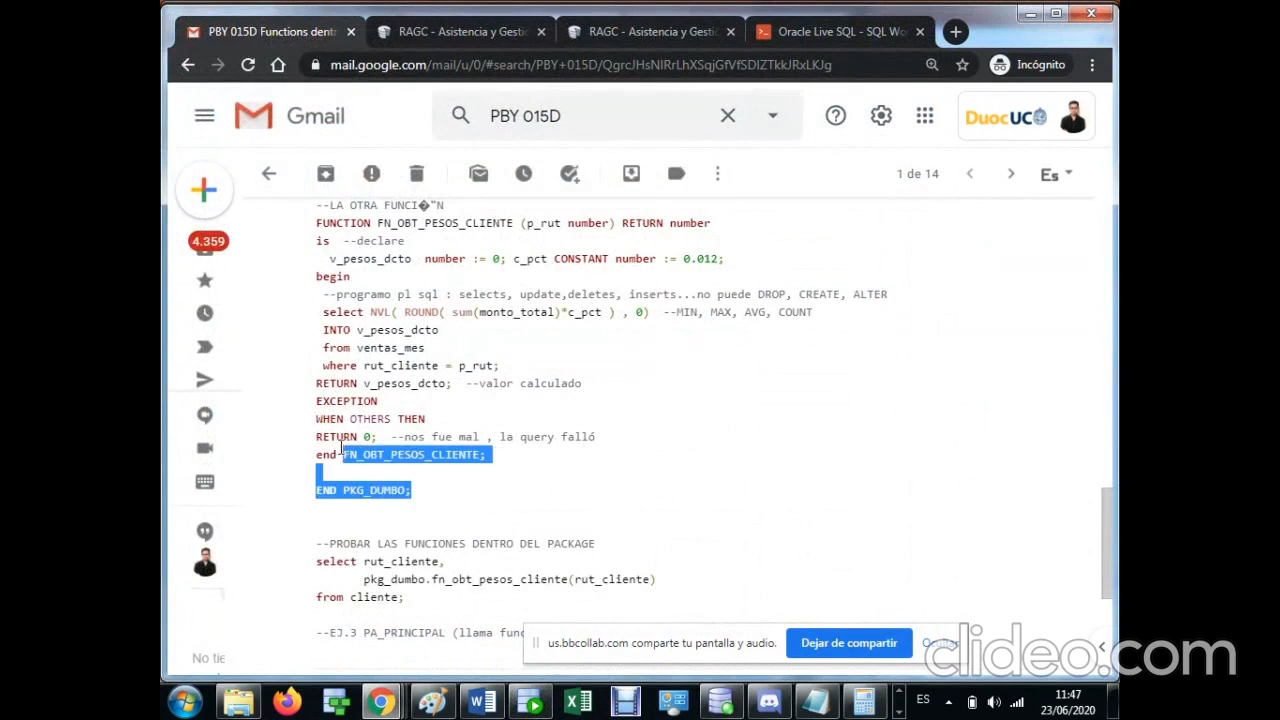 PBY 015D Functions dent
RAGC - Asistencia y Gesti
RAGC - Asistencia y Gesti
Oracle Live SQL - SQL Wo
mail.google.com/mail/u/0/#search/PBY+015D/QgrcJHsNIRrLhXSqjGfVfSDlZTkkJRxLKJg
Incógnito
Gmail
PBY 015D
DuocUC
1 de 14
Es
4.359
--LA OTRA FUNCI�"N
FUNCTION FN_OBT_PESOS_CLIENTE (p_rut number) RETURN number
is --declare
v_pesos_dcto number := 0; c_pct CONSTANT number := 0.012;
begin
--programo pl sql : selects, update,deletes, inserts...no puede DROP, CREATE, ALTER
select NVL( ROUND( sum(monto_total)*c_pct ) , 0) --MIN, MAX, AVG, COUNT
INTO v_pesos_dcto
from ventas_mes
where rut_cliente = p_rut;
RETURN v_pesos_dcto; --valor calculado
EXCEPTION
WHEN OTHERS THEN
RETURN 0; --nos fue mal , la query falló
end FN_OBT_PESOS_CLIENTE;
END PKG_DUMBO;
--PROBAR LAS FUNCIONES DENTRO DEL PACKAGE
select rut_cliente,
pkg_dumbo.fn_obt_pesos_cliente(rut_cliente)
from cliente;
--EJ.3 PA_PRINCIPAL (llama func
us.bbcollab.com comparte tu pantalla y audio.
Dejar de compartir
Ocultar
No tie
clideo.com
ES
11:47
23/06/2020